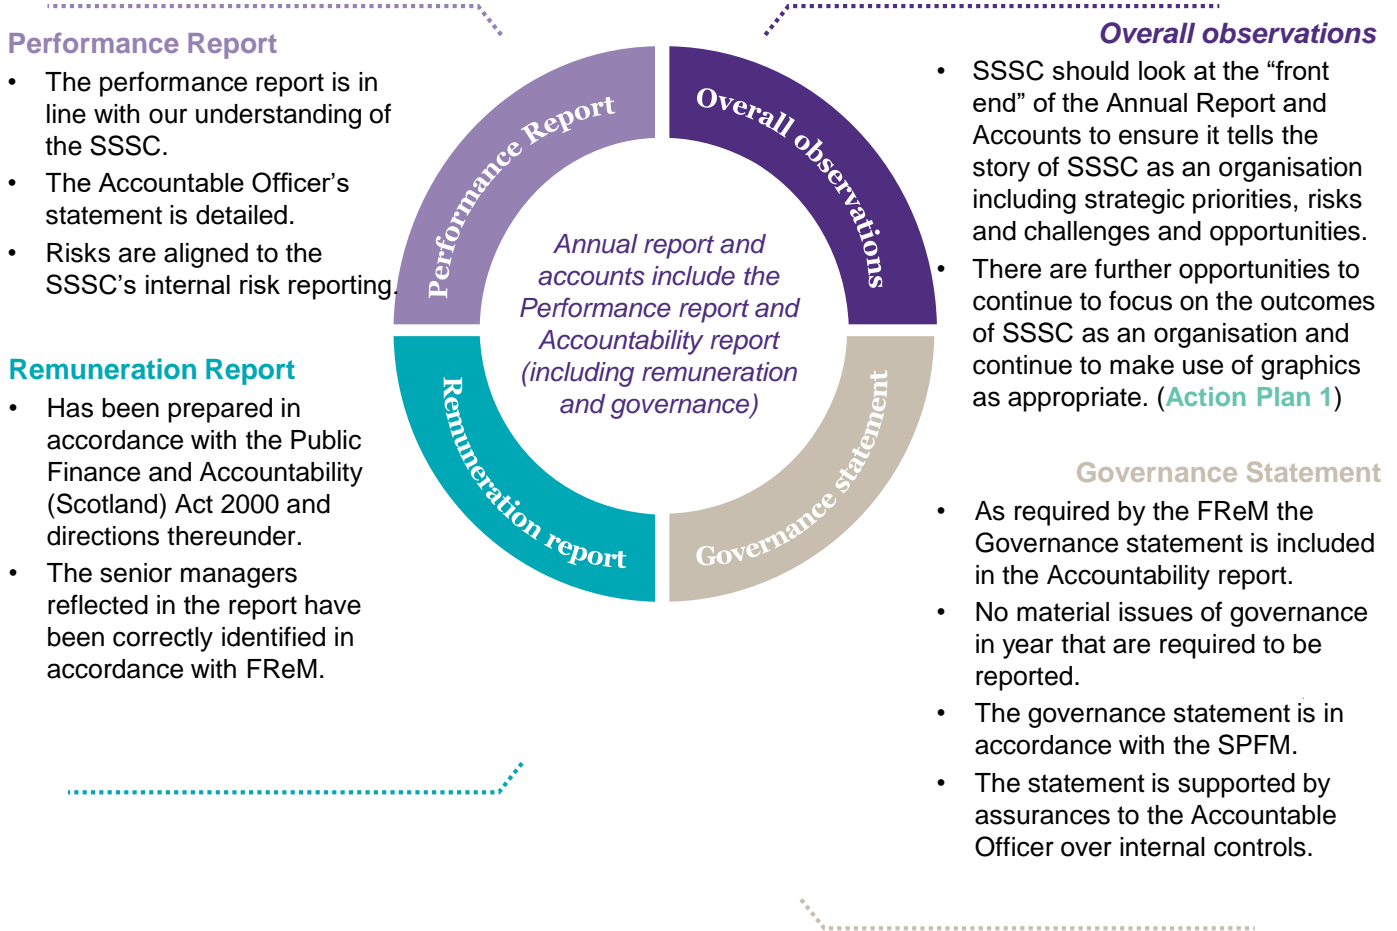 Performance Report
• The performance report is in
line with our understanding of
the SSSC.
• The Accountable Officer’s
statement is detailed.
• Risks are aligned to the
SSSC’s internal risk reporting.
Remuneration Report
• Has been prepared in
accordance with the Public
Finance and Accountability
(Scotland) Act 2000 and
directions thereunder.
• The senior managers
reflected in the report have
been correctly identified in
accordance with FReM.
Performance Report
Overall observations
Remuneration report
Governance statement
Annual report and
accounts include the
Performance report and
Accountability report
(including remuneration
and governance)
Overall observations
• SSSC should look at the “front
end” of the Annual Report and
Accounts to ensure it tells the
story of SSSC as an organisation
including strategic priorities, risks
and challenges and opportunities.
• There are further opportunities to
continue to focus on the outcomes
of SSSC as an organisation and
continue to make use of graphics
as appropriate. (Action Plan 1)
Governance Statement
• As required by the FReM the
Governance statement is included
in the Accountability report.
• No material issues of governance
in year that are required to be
reported.
• The governance statement is in
accordance with the SPFM.
• The statement is supported by
assurances to the Accountable
Officer over internal controls.